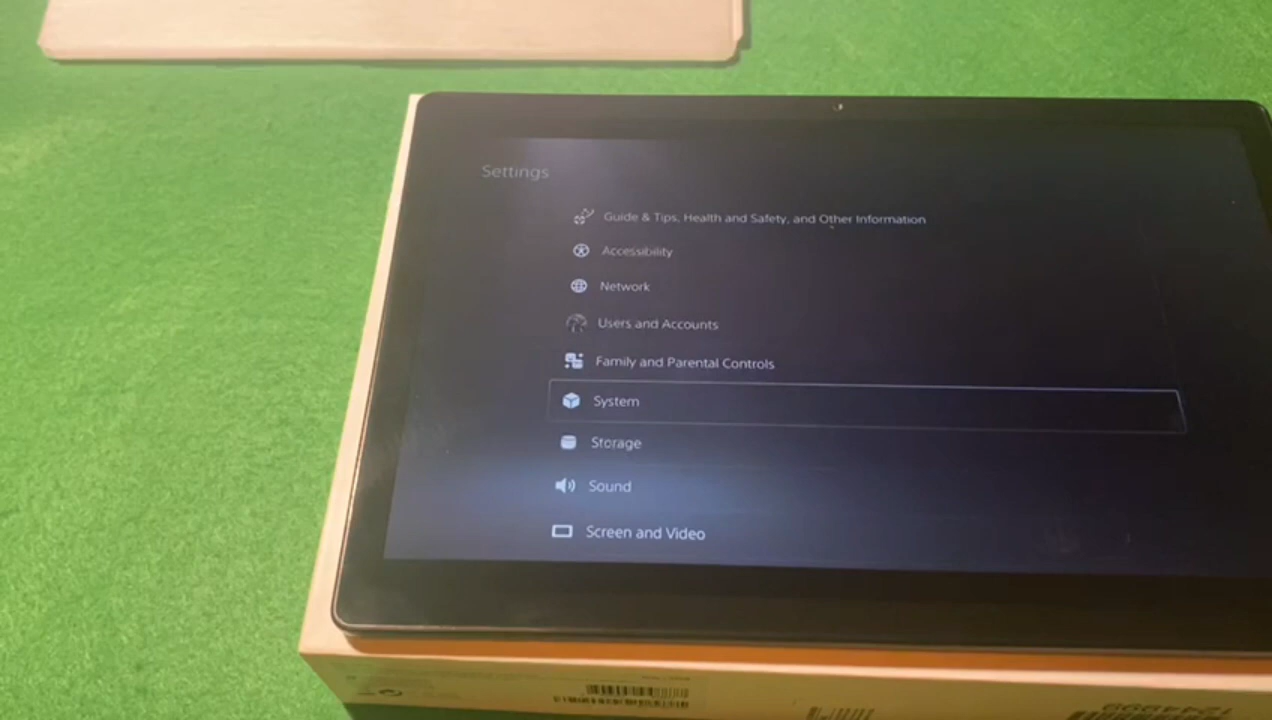 Settings
Guide & Tips, Health and Safety, and Other Information
Accessibility
Network
Users and Accounts
Family and Parental Controls
System
Storage
Sound
Screen and Video